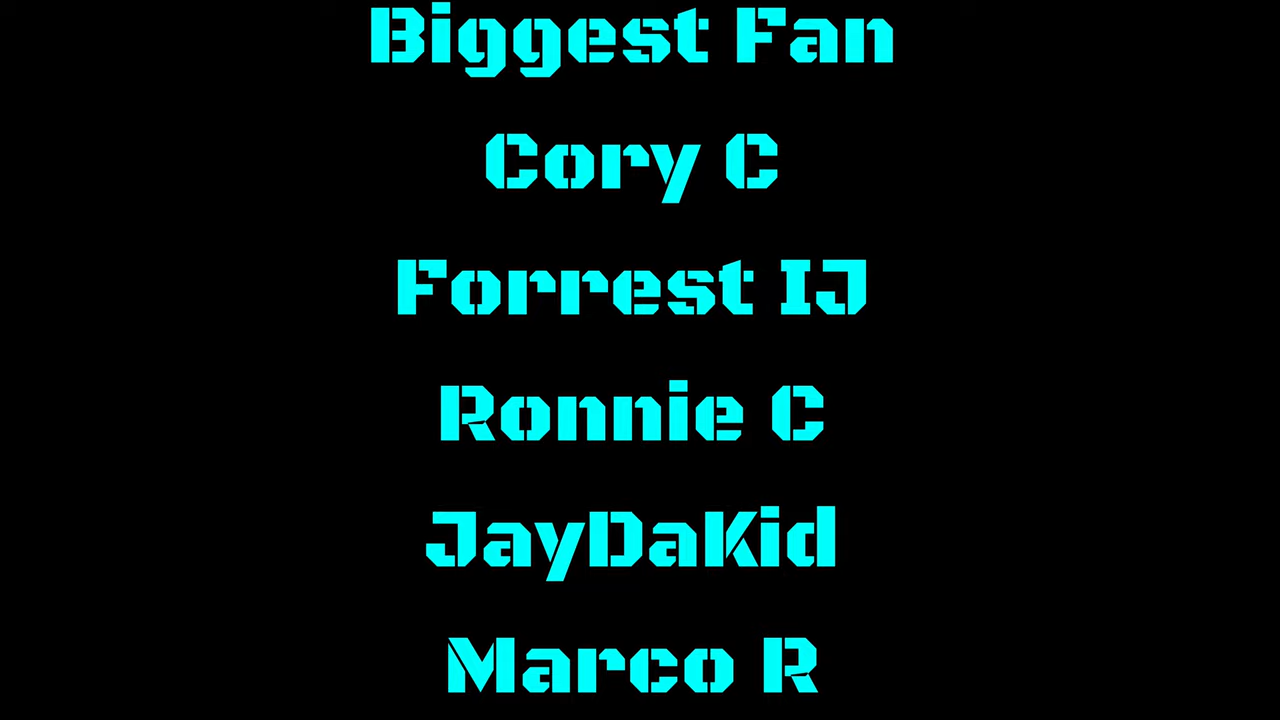 Biggest Fan
Cory C
Forrest IJ
Ronnie C
JayDaKid
Marco R